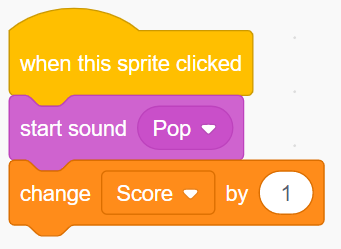 when this sprite clicked
start sound Pop
change Score by 1